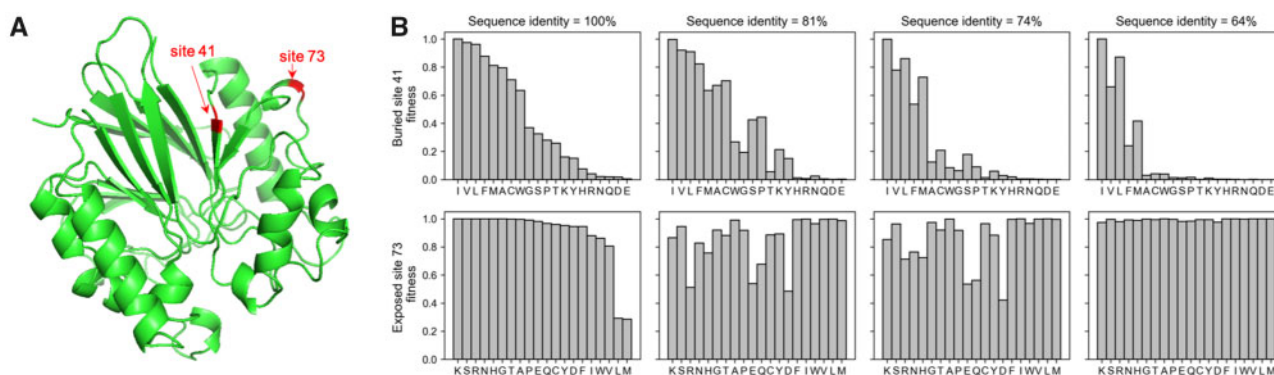 A
site 41
site 73
B
Sequence identity = 100%
Sequence identity = 81%
Sequence identity = 74%
Sequence identity = 64%
Buried site 41
fitness
1.0
0.8
0.6
0.4
0.2
0.0
I V L F M A C W G S P T K Y H R N Q D E
I V L F M A C W G S P T K Y H R N Q D E
I V L F M A C W G S P T K Y H R N Q D E
I V L F M A C W G S P T K Y H R N Q D E
Exposed site 73
fitness
1.0
0.8
0.6
0.4
0.2
0.0
K S R N H G T A P E Q C Y D F I W V L M
K S R N H G T A P E Q C Y D F I W V L M
K S R N H G T A P E Q C Y D F I W V L M
K S R N H G T A P E Q C Y D F I W V L M